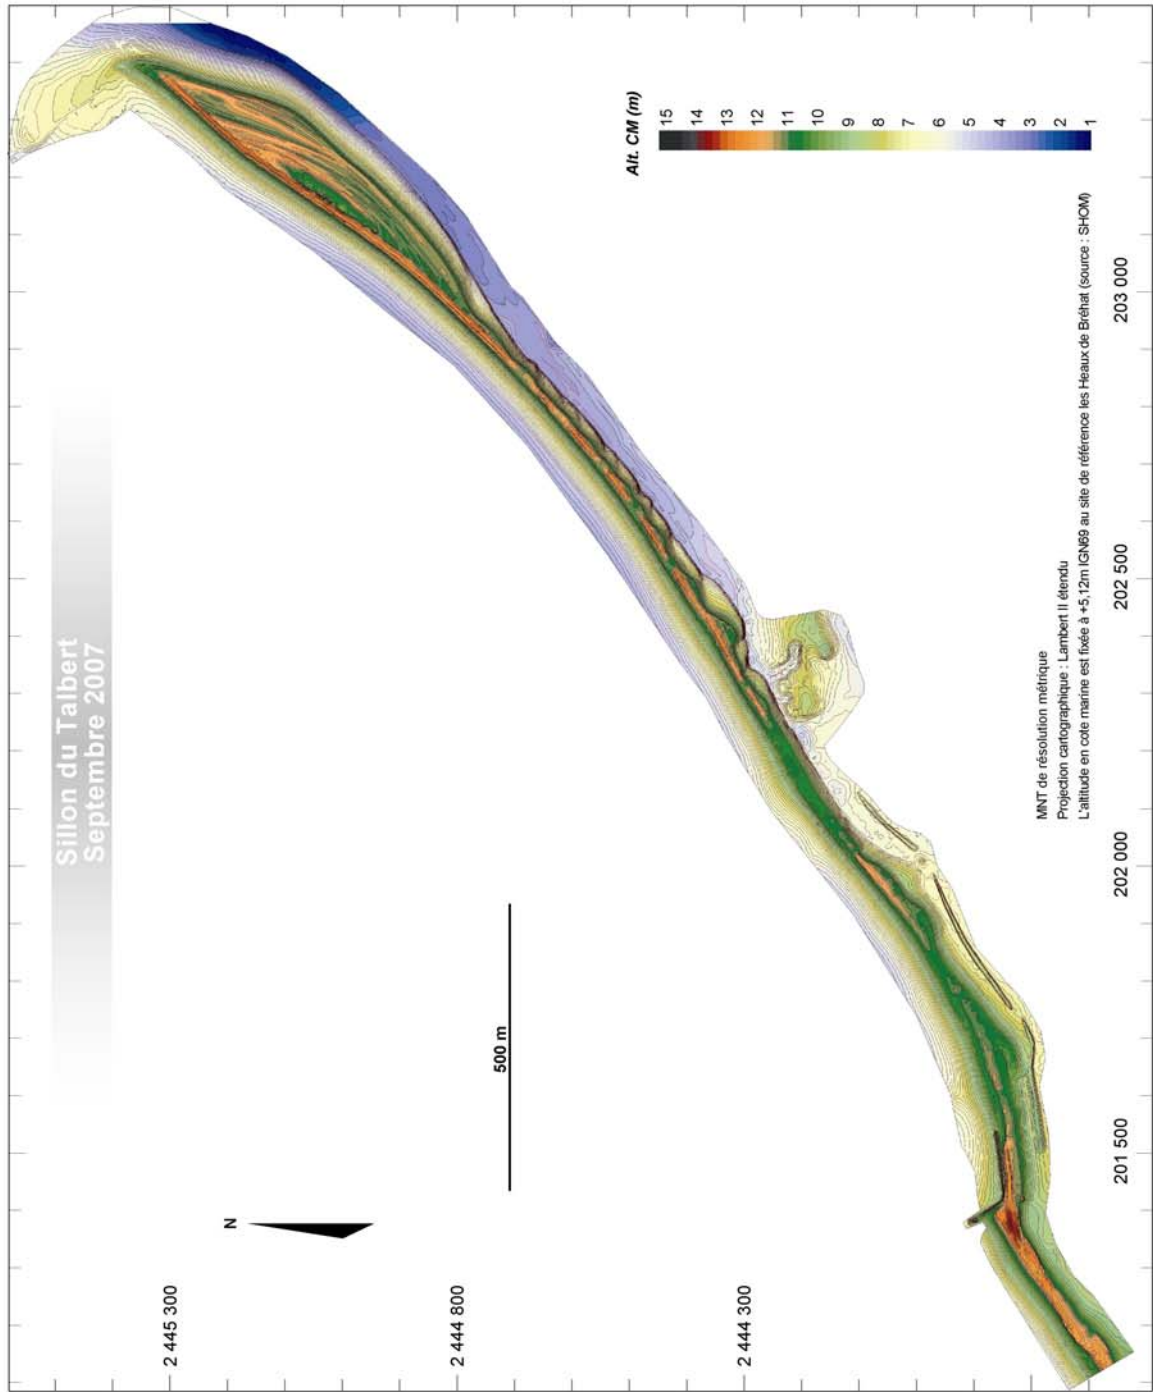 Sillon du Talbert
Septembre 2007
Alt. CM (m)
15
14
13
12
11
10
9
8
7
6
5
4
3
2
1
N
500 m
2 445 300
2 444 800
2 444 300
201 500
202 000
202 500
203 000
MNT de résolution métrique
Projection cartographique : Lambert II étendu
L'altitude en cote marine est fixée à +5,12m IGN69 au site de référence les Heaux de Bréhat (source : SHOM)